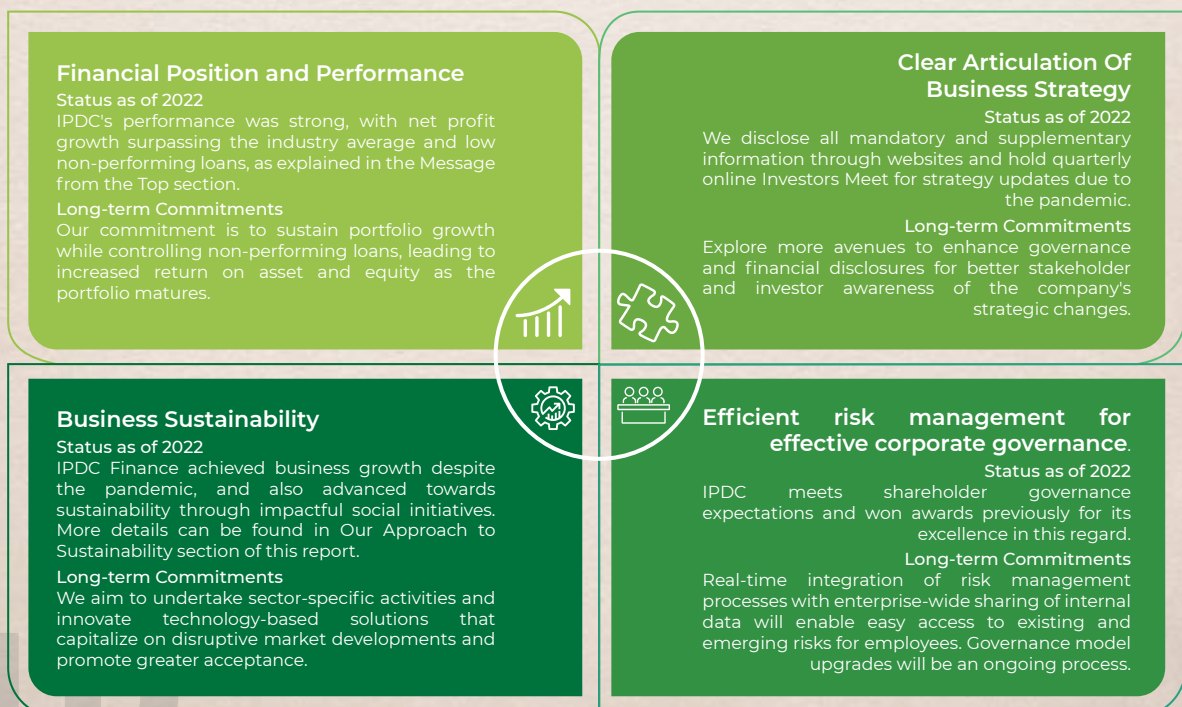 Financial Position and Performance
Status as of 2022
IPDC's performance was strong, with net profit
growth surpassing the industry average and low
non-performing loans, as explained in the Message
from the Top section.
Long-term Commitments
Our commitment is to sustain portfolio growth
while controlling non-performing loans, leading to
increased return on asset and equity as the
portfolio matures.
Clear Articulation Of
Business Strategy
Status as of 2022
We disclose all mandatory and supplementary
information through websites and hold quarterly
online Investors Meet for strategy updates due to
the pandemic.
Long-term Commitments
Explore more avenues to enhance governance
and financial disclosures for better stakeholder
and investor awareness of the company's
strategic changes.
Business Sustainability
Status as of 2022
IPDC Finance achieved business growth despite
the pandemic, and also advanced towards
sustainability through impactful social initiatives.
More details can be found in Our Approach to
Sustainability section of this report.
Long-term Commitments
We aim to undertake sector-specific activities and
innovate technology-based solutions that
capitalize on disruptive market developments and
promote greater acceptance.
Efficient risk management for
effective corporate governance.
Status as of 2022
IPDC meets shareholder governance
expectations and won awards previously for its
excellence in this regard.
Long-term Commitments
Real-time integration of risk management
processes with enterprise-wide sharing of internal
data will enable easy access to existing and
emerging risks for employees. Governance model
upgrades will be an ongoing process.